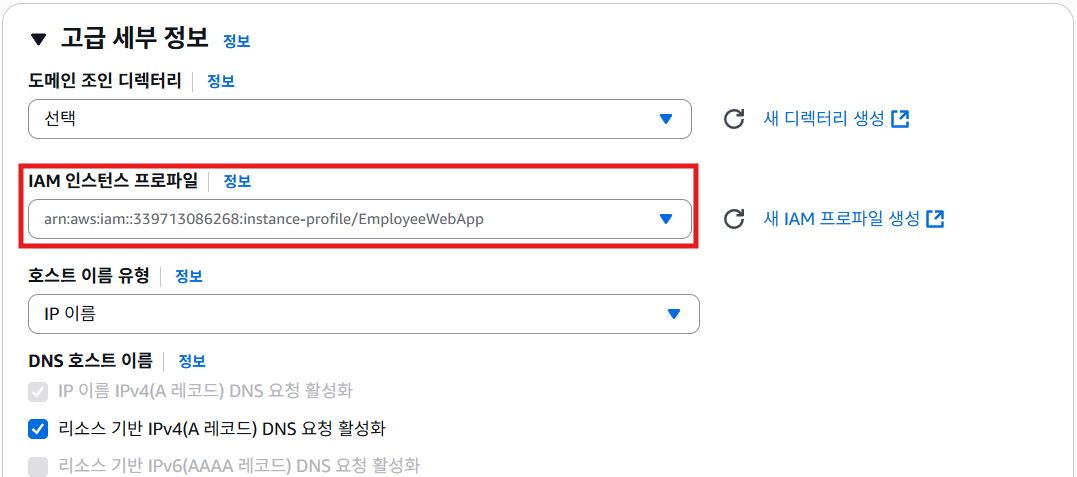 고급 세부 정보 정보
도메인 조인 디렉터리 정보
선택 새 디렉터리 생성
IAM 인스턴스 프로파일 정보
arn:aws:iam::339713086268:instance-profile/EmployeeWebApp 새 IAM 프로파일 생성
호스트 이름 유형 정보
IP 이름
DNS 호스트 이름 정보
IP 이름 IPv4(A 레코드) DNS 요청 활성화
리소스 기반 IPv4(A 레코드) DNS 요청 활성화
리소스 기반 IPv6(AAAA 레코드) DNS 요청 활성화